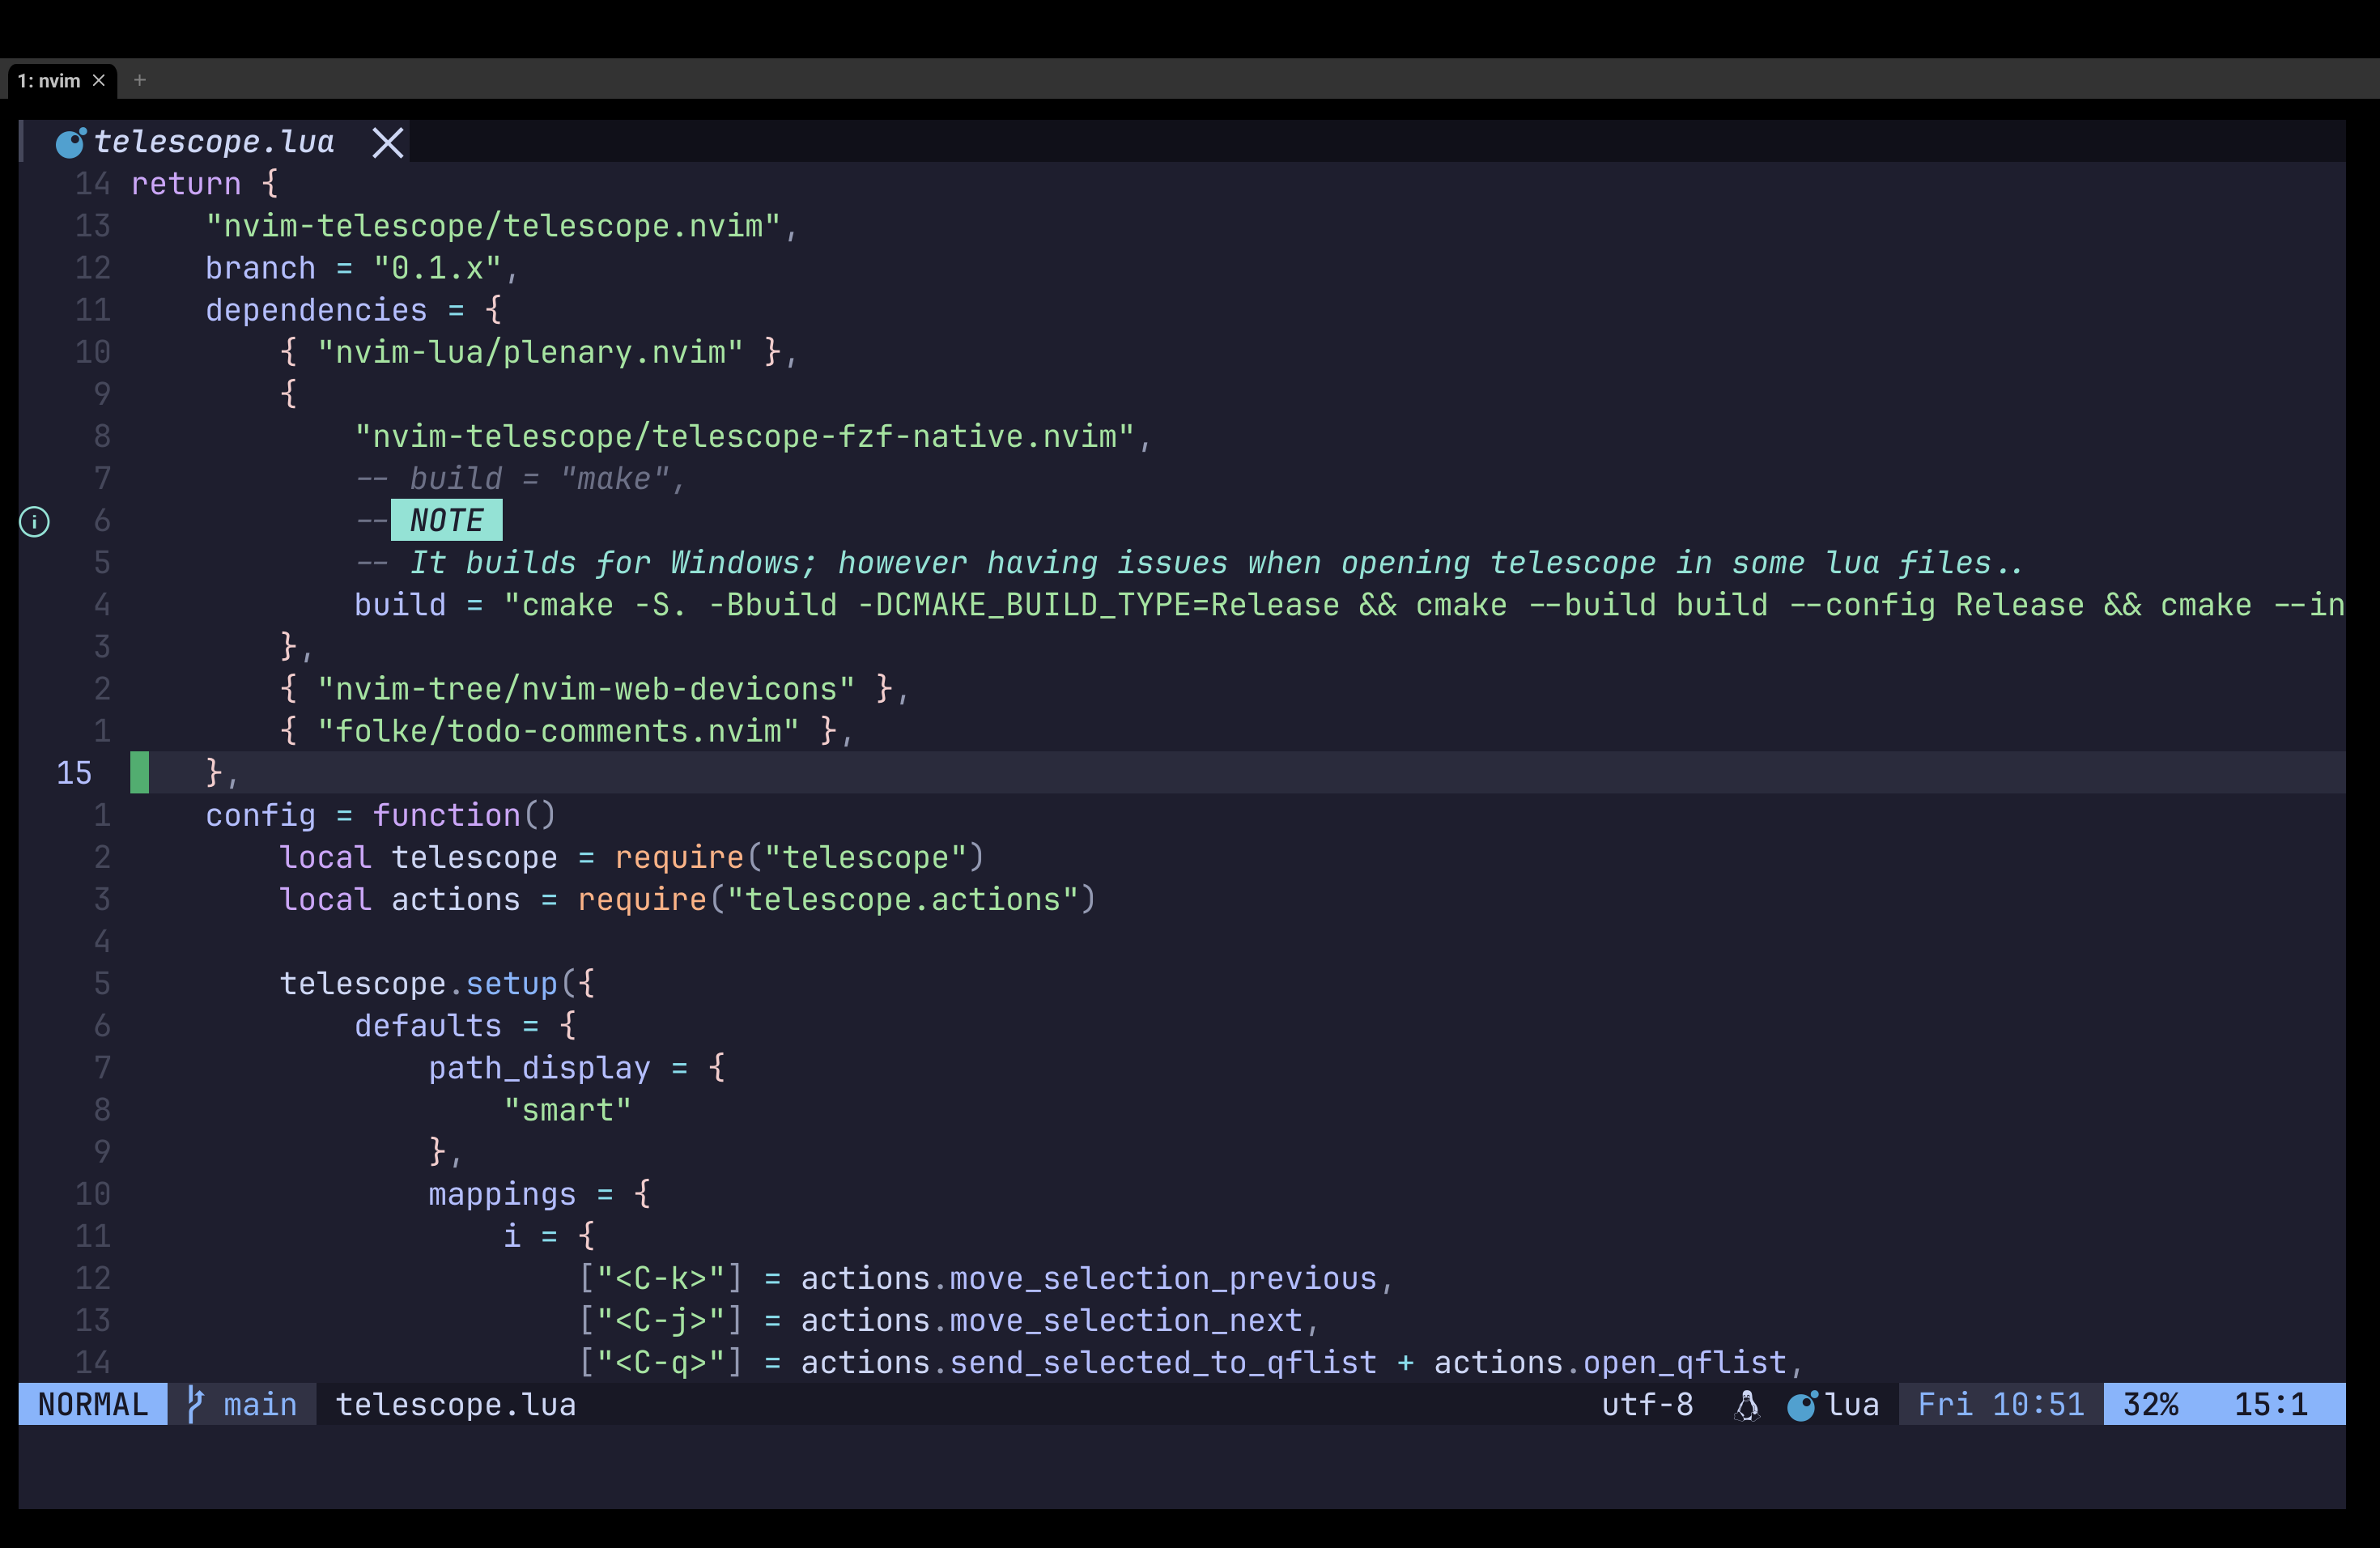 1: nvim × +
telescope.lua ×
14 return {
13     "nvim-telescope/telescope.nvim",
12     branch = "0.1.x",
11     dependencies = {
10         { "nvim-lua/plenary.nvim" },
9         {
8             "nvim-telescope/telescope-fzf-native.nvim",
7             -- build = "make",
6             -- NOTE
5             -- It builds for Windows; however having issues when opening telescope in some lua files..
4             build = "cmake -S. -Bbuild -DCMAKE_BUILD_TYPE=Release && cmake --build build --config Release && cmake --in
3         },
2         { "nvim-tree/nvim-web-devicons" },
1         { "folke/todo-comments.nvim" },
15     },
1     config = function()
2         local telescope = require("telescope")
3         local actions = require("telescope.actions")
4
5         telescope.setup({
6             defaults = {
7                 path_display = {
8                     "smart"
9                 },
10                 mappings = {
11                     i = {
12                         ["<C-k>"] = actions.move_selection_previous,
13                         ["<C-j>"] = actions.move_selection_next,
14                         ["<C-q>"] = actions.send_selected_to_qflist + actions.open_qflist,
NORMAL main telescope.lua utf-8 lua Fri 10:51 32% 15:1